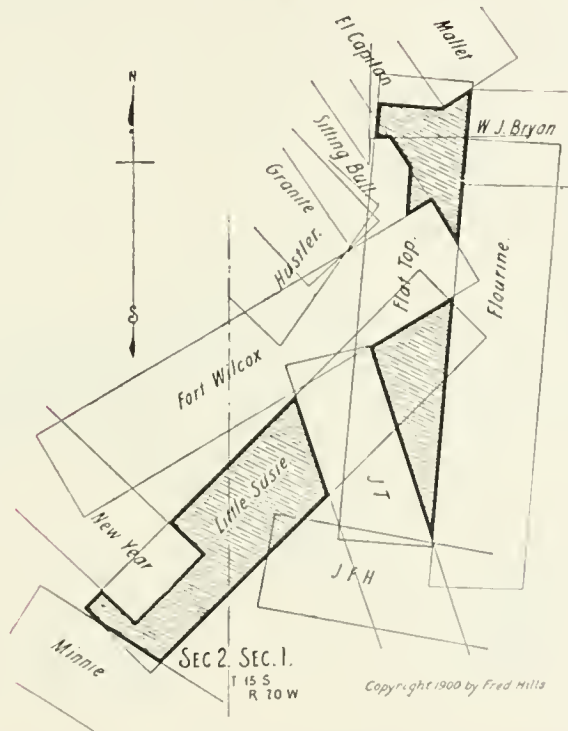 Mallet
El Capitan
N
W J. Bryan
Sitting Bull
Granite
Hustler.
Flat Top.
Flourine.
S
Fort Wilcox
Little Susie
J T
New Year
J F H
Minnie
SEC 2. SEC. 1.
T 15 S
R 70 W
Copyright 1900 by Fred Hills